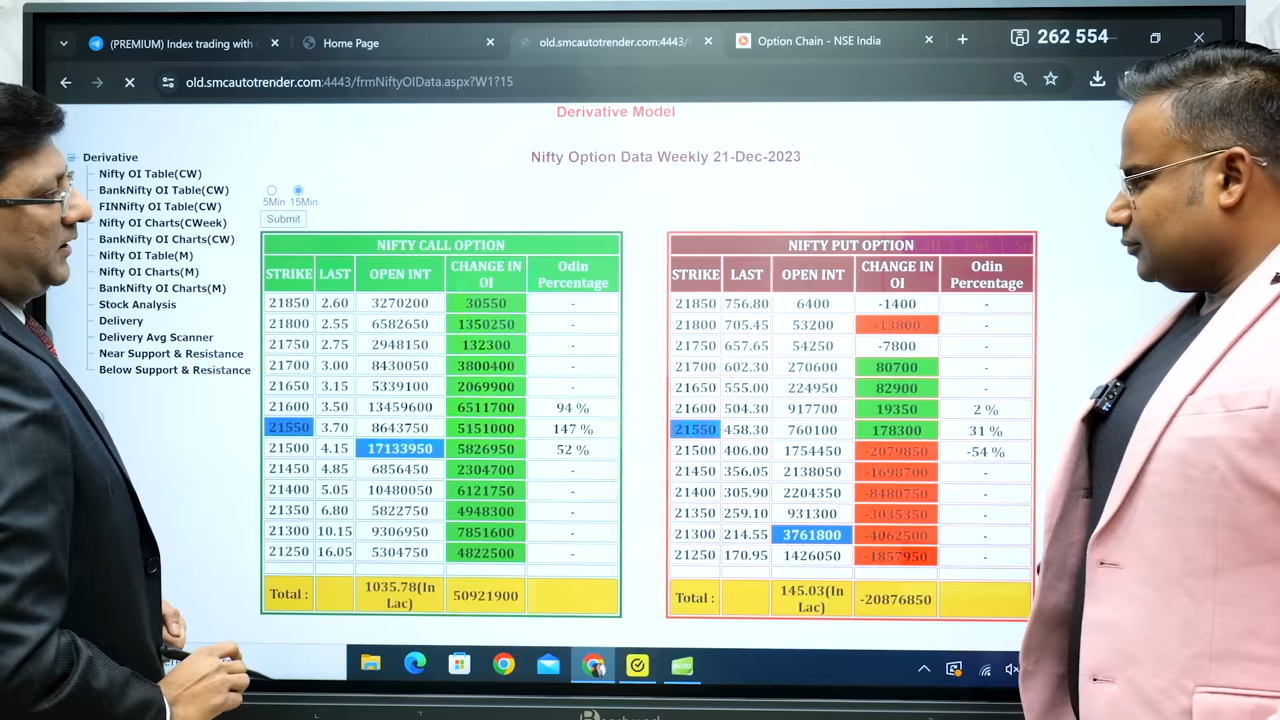 (PREMIUM) Index trading with
Home Page
old.smcautotrender.com:4443/
Option Chain - NSE India
262 554
old.smcautotrender.com:4443/frmNiftyOIData.aspx?W1?15
Derivative Model
Nifty Option Data Weekly 21-Dec-2023
Derivative
Nifty OI Table(CW)
BankNifty OI Table(CW)
FINNifty OI Table(CW)
Nifty OI Charts(CWeek)
BankNifty OI Charts(CW)
Nifty OI Table(M)
Nifty OI Charts(M)
BankNifty OI Charts(M)
Stock Analysis
Delivery
Delivery Avg Scanner
Near Support & Resistance
Below Support & Resistance
5Min 15Min
Submit
NIFTY CALL OPTION
STRIKE LAST OPEN INT CHANGE IN OI Odin Percentage
21850 2.60 3270200 30550 -
21800 2.55 6582650 1350250 -
21750 2.75 2948150 132300 -
21700 3.00 8430050 3800400 -
21650 3.15 5339100 2069900 -
21600 3.50 13459600 6511700 94 %
21550 3.70 8643750 5151000 147 %
21500 4.15 17133950 5826950 52 %
21450 4.85 6856450 2304700 -
21400 5.05 10480050 6121750 -
21350 6.80 5822750 4948300 -
21300 10.15 9306950 7851600 -
21250 16.05 5304750 4822500 -
Total : 1035.78(In Lac) 50921900
NIFTY PUT OPTION
STRIKE LAST OPEN INT CHANGE IN OI Odin Percentage
21850 756.80 6400 -1400 -
21800 705.45 53200 -13800 -
21750 657.65 54250 -7800 -
21700 602.30 270600 80700 -
21650 555.00 224950 82900 -
21600 504.30 917700 19350 2 %
21550 458.30 760100 178300 31 %
21500 406.00 1754450 -2079850 -54 %
21450 356.05 2138050 -1698700 -
21400 305.90 2204350 -8480750 -
21350 259.10 931300 -3035350 -
21300 214.55 3761800 -4062500 -
21250 170.95 1426050 -1857950 -
Total : 145.03(In Lac) -20876850